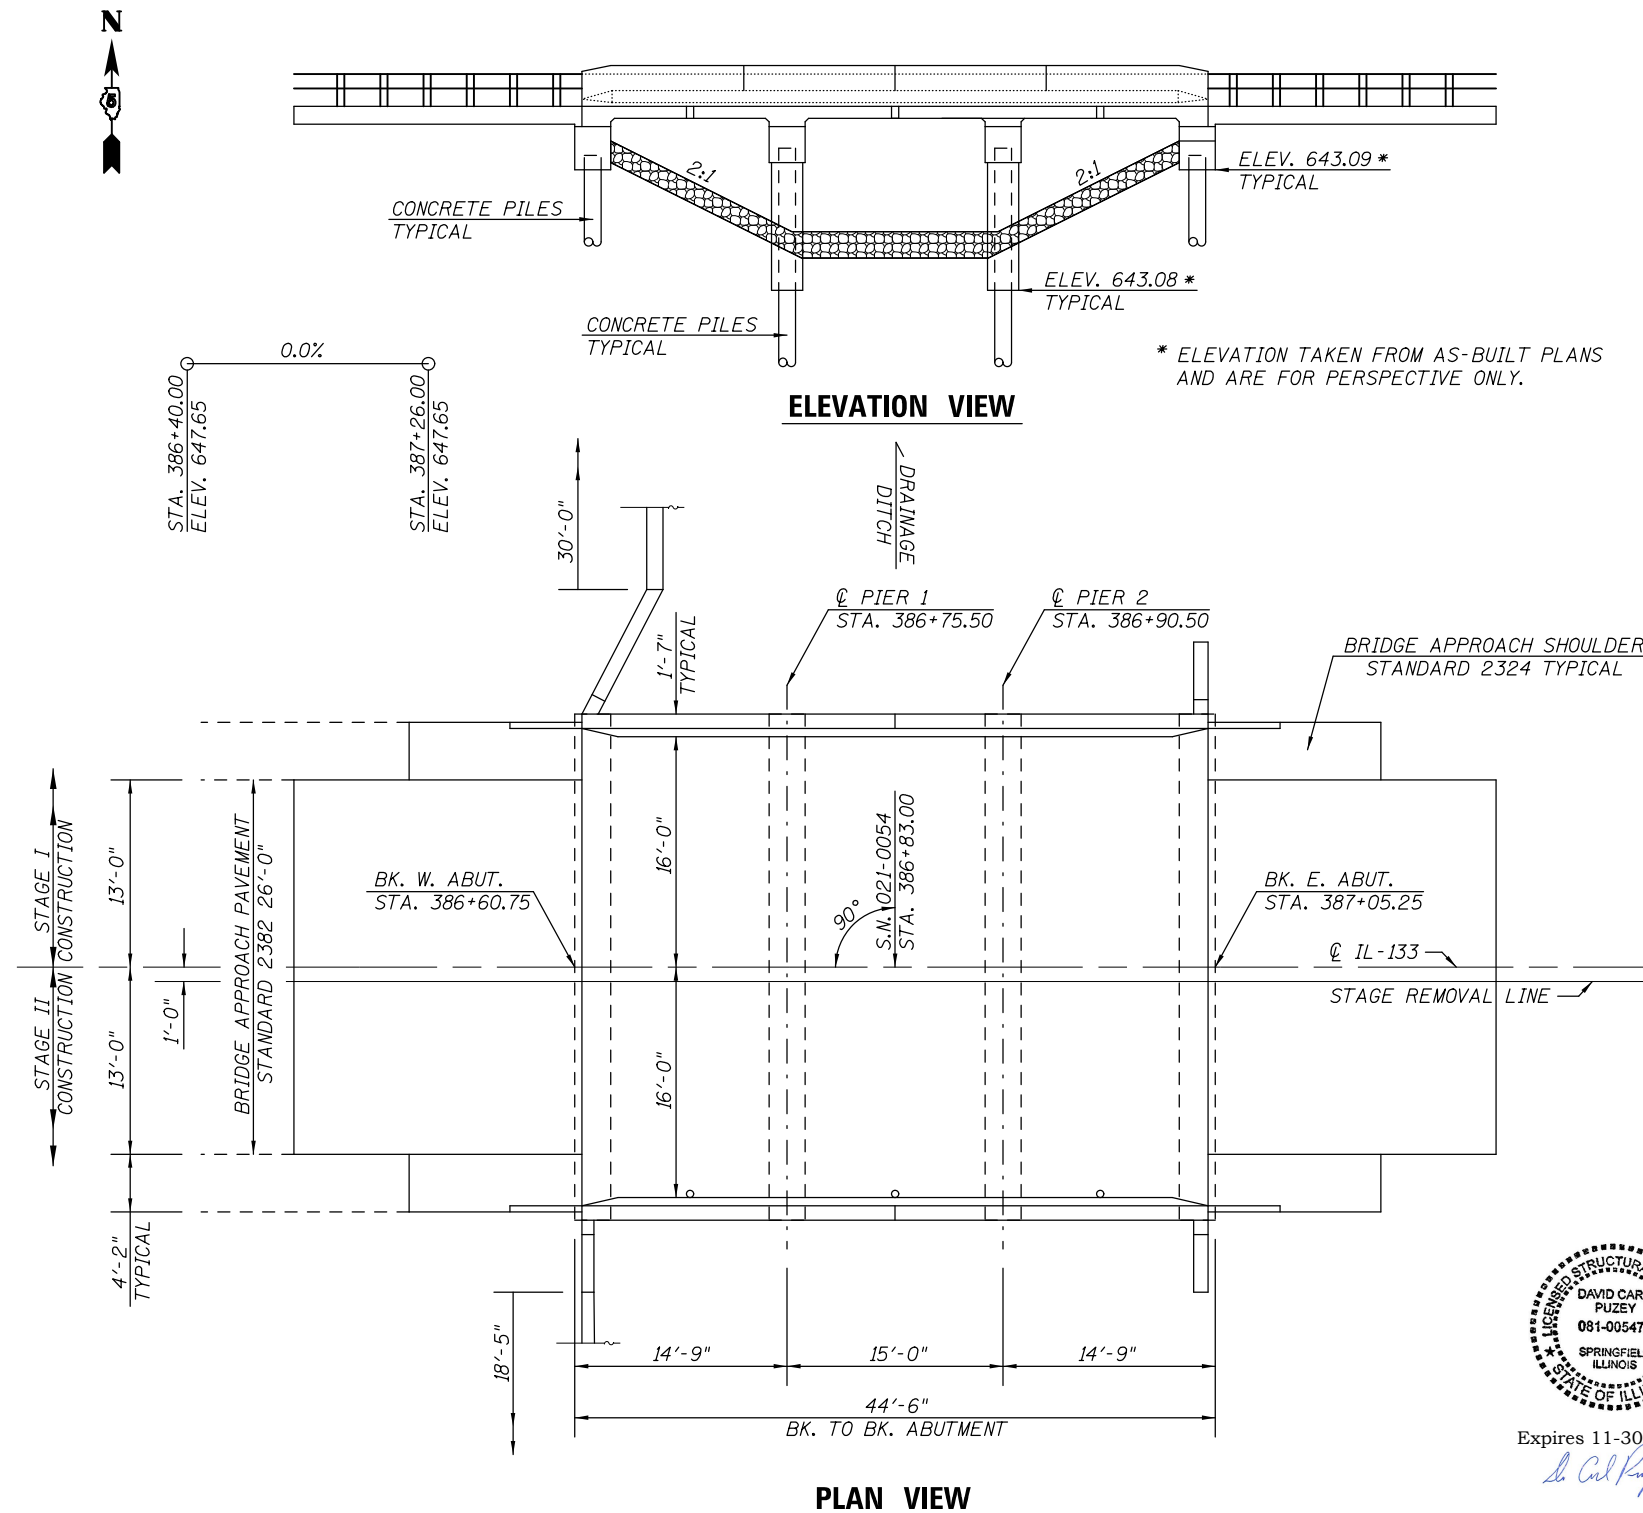 N
5
2:1
2:1
ELEV. 643.09 *
TYPICAL
CONCRETE PILES
TYPICAL
ELEV. 643.08 *
TYPICAL
CONCRETE PILES
TYPICAL
* ELEVATION TAKEN FROM AS-BUILT PLANS
AND ARE FOR PERSPECTIVE ONLY.
ELEVATION VIEW
0.0%
STA. 386+40.00
ELEV. 647.65
STA. 387+26.00
ELEV. 647.65
30'-0"
DRAINAGE
DITCH
℄ PIER 1
STA. 386+75.50
℄ PIER 2
STA. 386+90.50
1'-7"
TYPICAL
BRIDGE APPROACH SHOULDER
STANDARD 2324 TYPICAL
STAGE I
CONSTRUCTION
STAGE II
CONSTRUCTION
13'-0"
13'-0"
1'-0"
BRIDGE APPROACH PAVEMENT
STANDARD 2382 26'-0"
BK. W. ABUT.
STA. 386+60.75
16'-0"
16'-0"
90°
S.N. 021-0054
STA. 386+83.00
BK. E. ABUT.
STA. 387+05.25
℄ IL-133
STAGE REMOVAL LINE
4'-2"
TYPICAL
18'-5"
14'-9"
15'-0"
14'-9"
44'-6"
BK. TO BK. ABUTMENT
PLAN VIEW
LICENSED STRUCTURA
DAVID CAR
PUZEY
081-00547
SPRINGFIEL
ILLINOIS
STATE OF ILLI
Expires 11-30